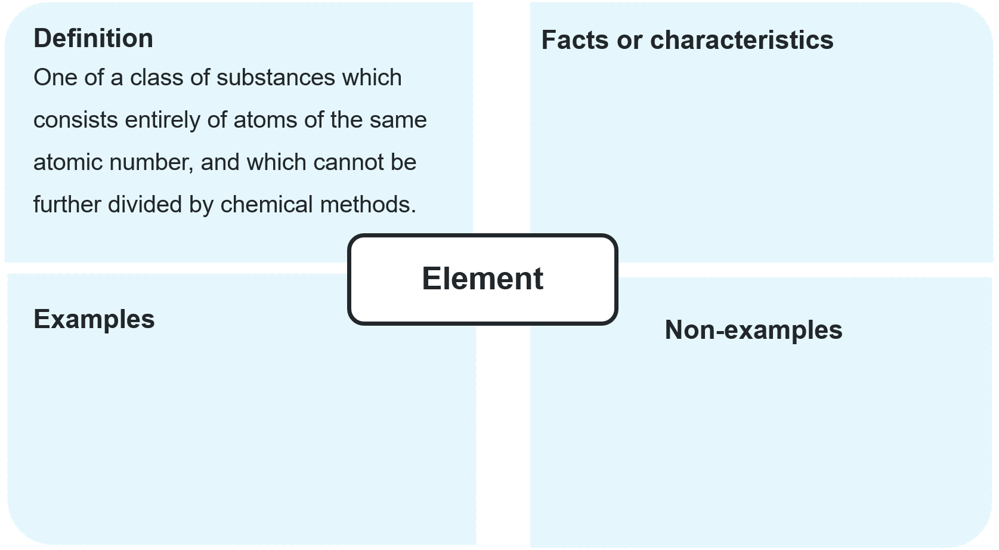 Definition
One of a class of substances which
consists entirely of atoms of the same
atomic number, and which cannot be
further divided by chemical methods.
Facts or characteristics
Element
Examples
Non-examples